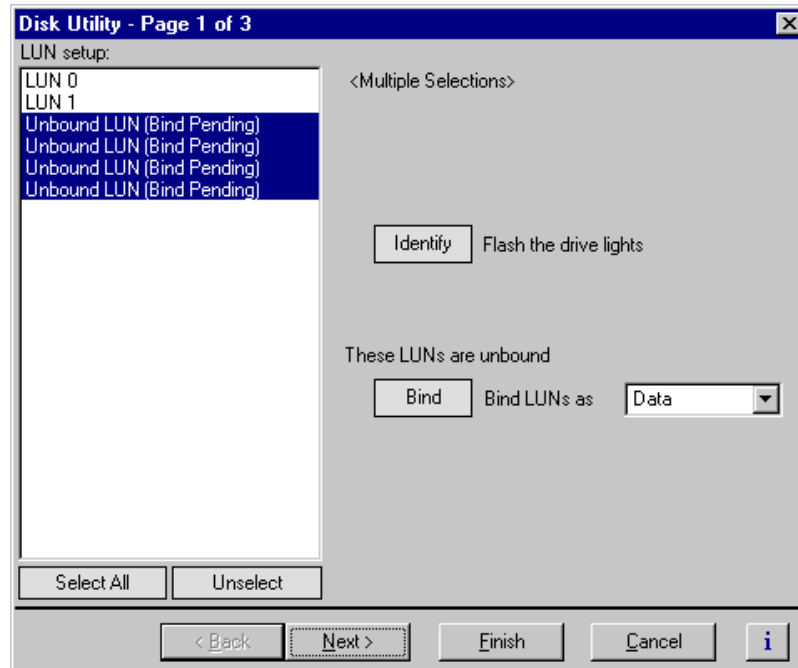 Disk Utility - Page 1 of 3
LUN setup:
LUN 0
LUN 1
Unbound LUN (Bind Pending)
Unbound LUN (Bind Pending)
Unbound LUN (Bind Pending)
Unbound LUN (Bind Pending)
<Multiple Selections>
Identify Flash the drive lights
These LUNs are unbound
Bind Bind LUNs as Data
Select All Unselect
< Back Next > Finish Cancel i